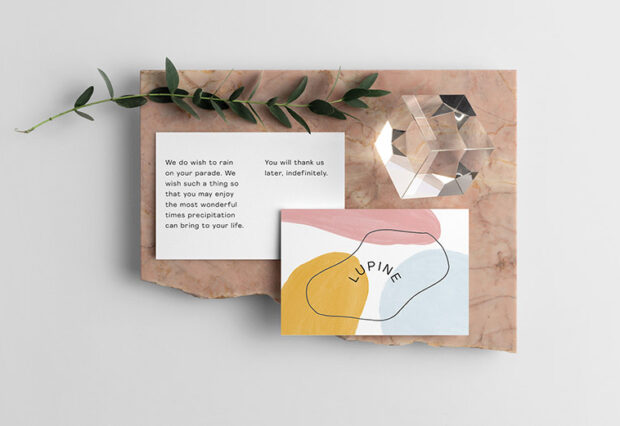 We do wish to rain
on your parade. We
wish such a thing so
that you may enjoy
the most wonderful
times precipitation
can bring to your life.
You will thank us
later, indefinitely.
LUPINE